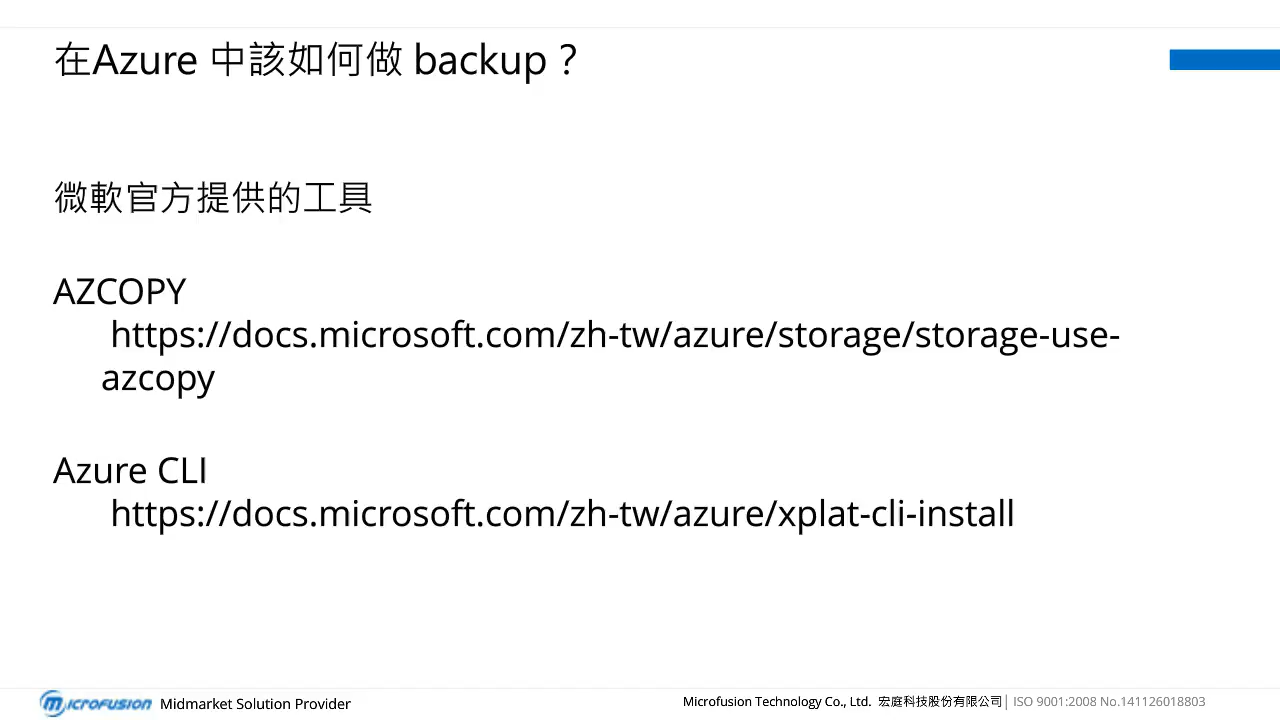 在Azure 中該如何做 backup？
微軟官方提供的工具
AZCOPY
https://docs.microsoft.com/zh-tw/azure/storage/storage-use-
azcopy
Azure CLI
https://docs.microsoft.com/zh-tw/azure/xplat-cli-install
MICROFUSION Midmarket Solution Provider
Microfusion Technology Co., Ltd. 宏庭科技股份有限公司│ ISO 9001:2008 No.141126018803